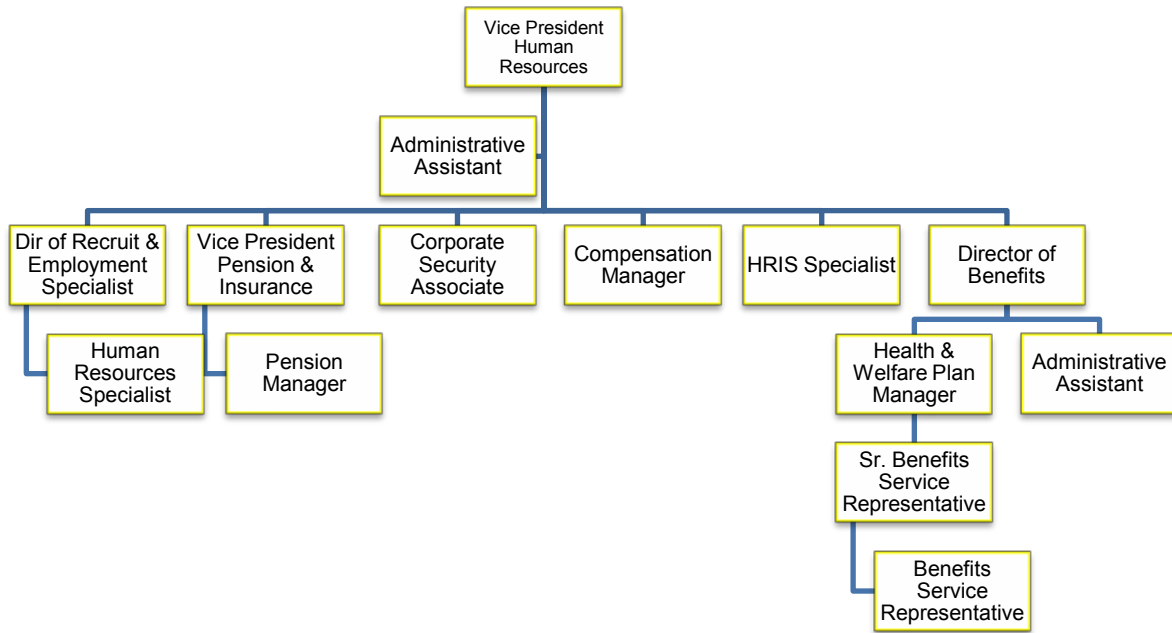 Vice President
Human
Resources
Administrative
Assistant
Dir of Recruit &
Employment
Specialist
Vice President
Pension &
Insurance
Corporate
Security
Associate
Compensation
Manager
HRIS Specialist
Director of
Benefits
Human
Resources
Specialist
Pension
Manager
Health &
Welfare Plan
Manager
Administrative
Assistant
Sr. Benefits
Service
Representative
Benefits
Service
Representative